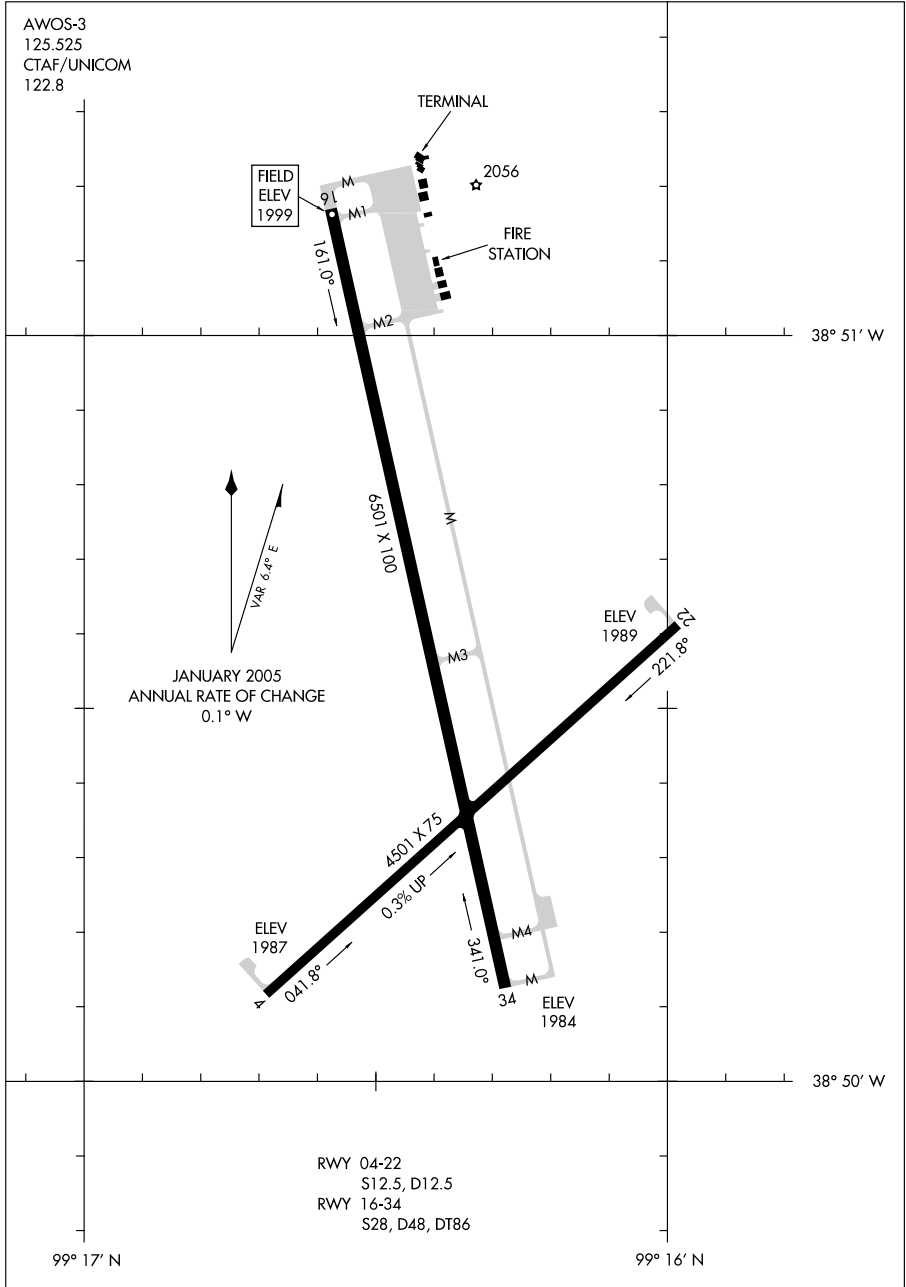 AWOS-3
125.525
CTAF/UNICOM
122.8
TERMINAL
2056
FIELD
ELEV
1999
W
16
M1
FIRE
STATION
161.0°
M2
38° 51' W
6501 X 100
M
VAR 6.4° E
JANUARY 2005
ANNUAL RATE OF CHANGE
0.1° W
ELEV
1989
22
M3
221.8°
4501 X 75
0.3% UP
ELEV
1987
041.8°
4
341.0°
M4
M
34
ELEV
1984
38° 50' W
RWY 04-22
S12.5, D12.5
RWY 16-34
S28, D48, DT86
99° 17' N
99° 16' N